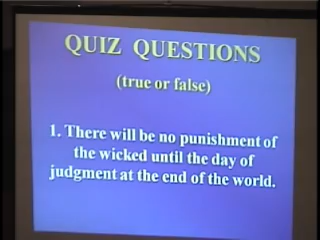 QUIZ QUESTIONS
(true or false)
1. There will be no punishment of
the wicked until the day of
judgment at the end of the world.